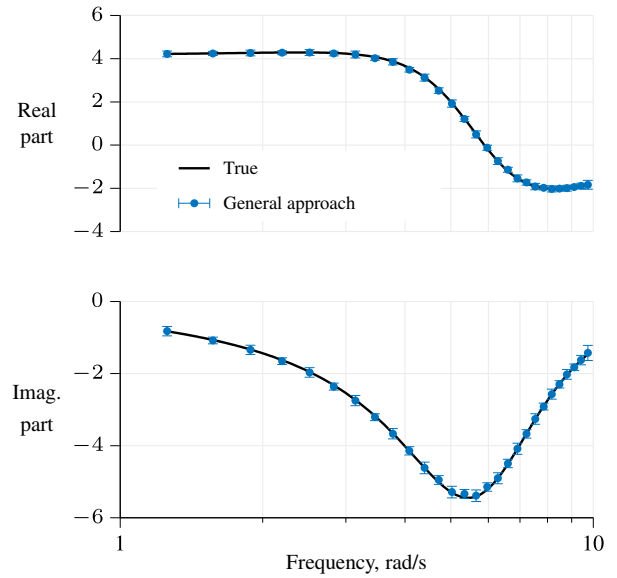 6
4
2
0
−2
−4
Real
part
True
General approach
0
−2
−4
−6
Imag.
part
1
10
Frequency, rad/s